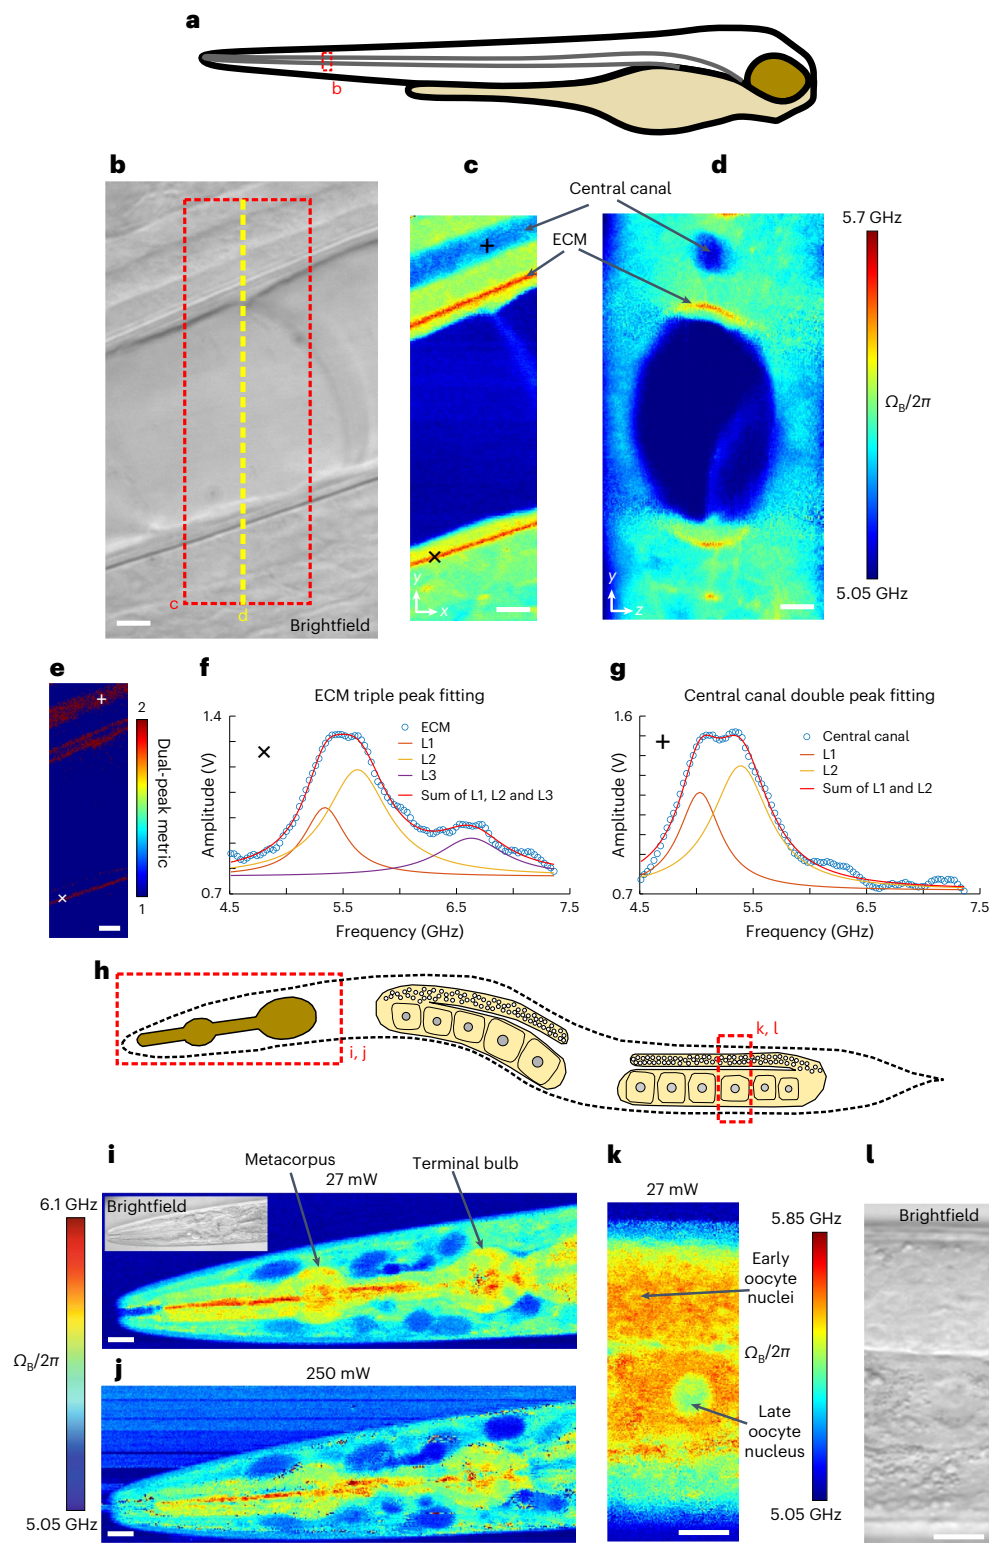 a
b
b
c
d
Brightfield
c
d
Central canal
ECM
y
x
y
z
5.7 GHz
Ω_B/2π
5.05 GHz
e
2
Dual-peak metric
1
f
ECM triple peak fitting
1.4
Amplitude (V)
0.7
ECM
L1
L2
L3
Sum of L1, L2 and L3
4.5 5.5 6.5 7.5
Frequency (GHz)
g
Central canal double peak fitting
1.6
Amplitude (V)
0.7
Central canal
L1
L2
Sum of L1 and L2
4.5 5.5 6.5 7.5
Frequency (GHz)
h
i, j
k, l
i
Metacorpus
27 mW
Terminal bulb
Brightfield
6.1 GHz
Ω_B/2π
5.05 GHz
j
250 mW
k
27 mW
5.85 GHz
Early
oocyte
nuclei
Ω_B/2π
Late
oocyte
nucleus
5.05 GHz
l
Brightfield